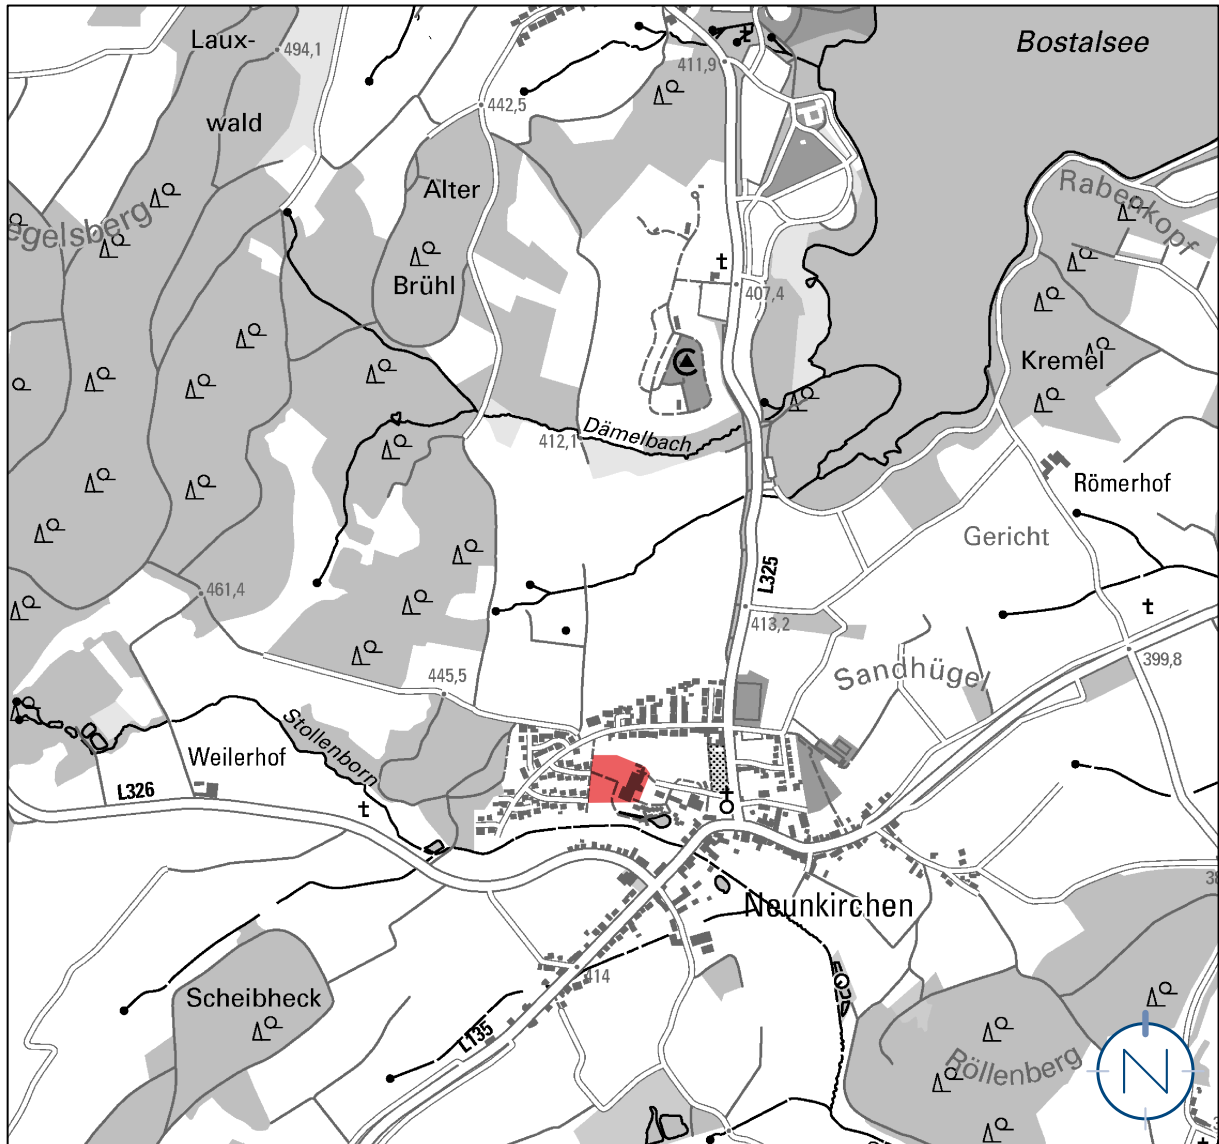 Laux-
494,1
411,9
Bostalsee
442,5
wald
Alter
Rabenkopf
egelsberg
Brühl
407,4
Kremel
Dämelbach
412,1
Römerhof
Gericht
L325
461,4
413,2
399,8
Sandhügel
445,5
Stollenborn
Weilerhof
L326
Neunkirchen
414
Scheibheck
L135
Röllenberg
N